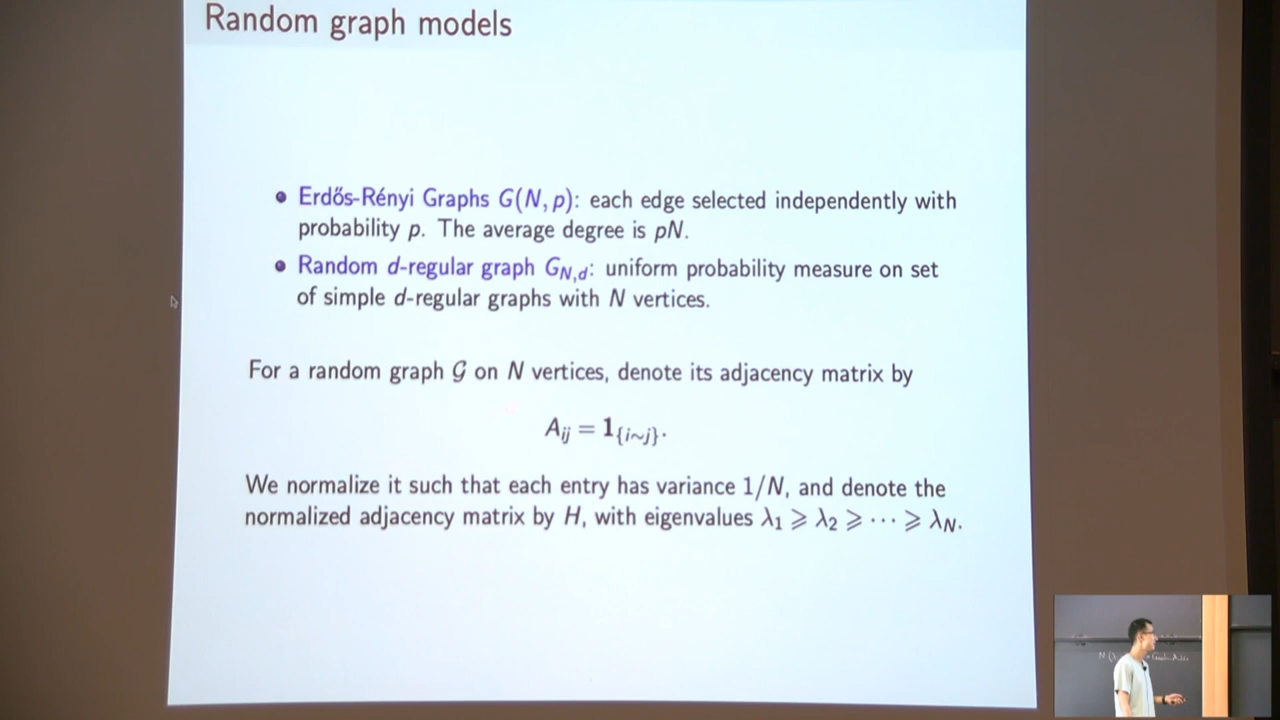 Random graph models
• Erdős-Rényi Graphs G(N, p): each edge selected independently with
probability p. The average degree is pN.
• Random d-regular graph G_{N,d}: uniform probability measure on set
of simple d-regular graphs with N vertices.
For a random graph 𝒢 on N vertices, denote its adjacency matrix by
A_{ij} = 1_{\{i∼j\}}.
We normalize it such that each entry has variance 1/N, and denote the
normalized adjacency matrix by H, with eigenvalues λ₁ ⩾ λ₂ ⩾ ⋯ ⩾ λ_N.